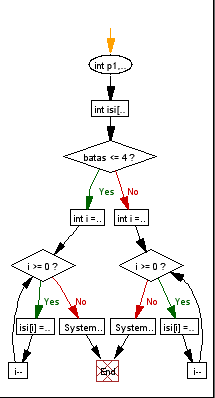 int p1,..
int isi[..
batas <= 4 ?
Yes No
int i =.. int i =..
i >= 0 ? i >= 0 ?
Yes No No Yes
isi[i] =.. System.. System.. isi[i] =..
i-- End i--